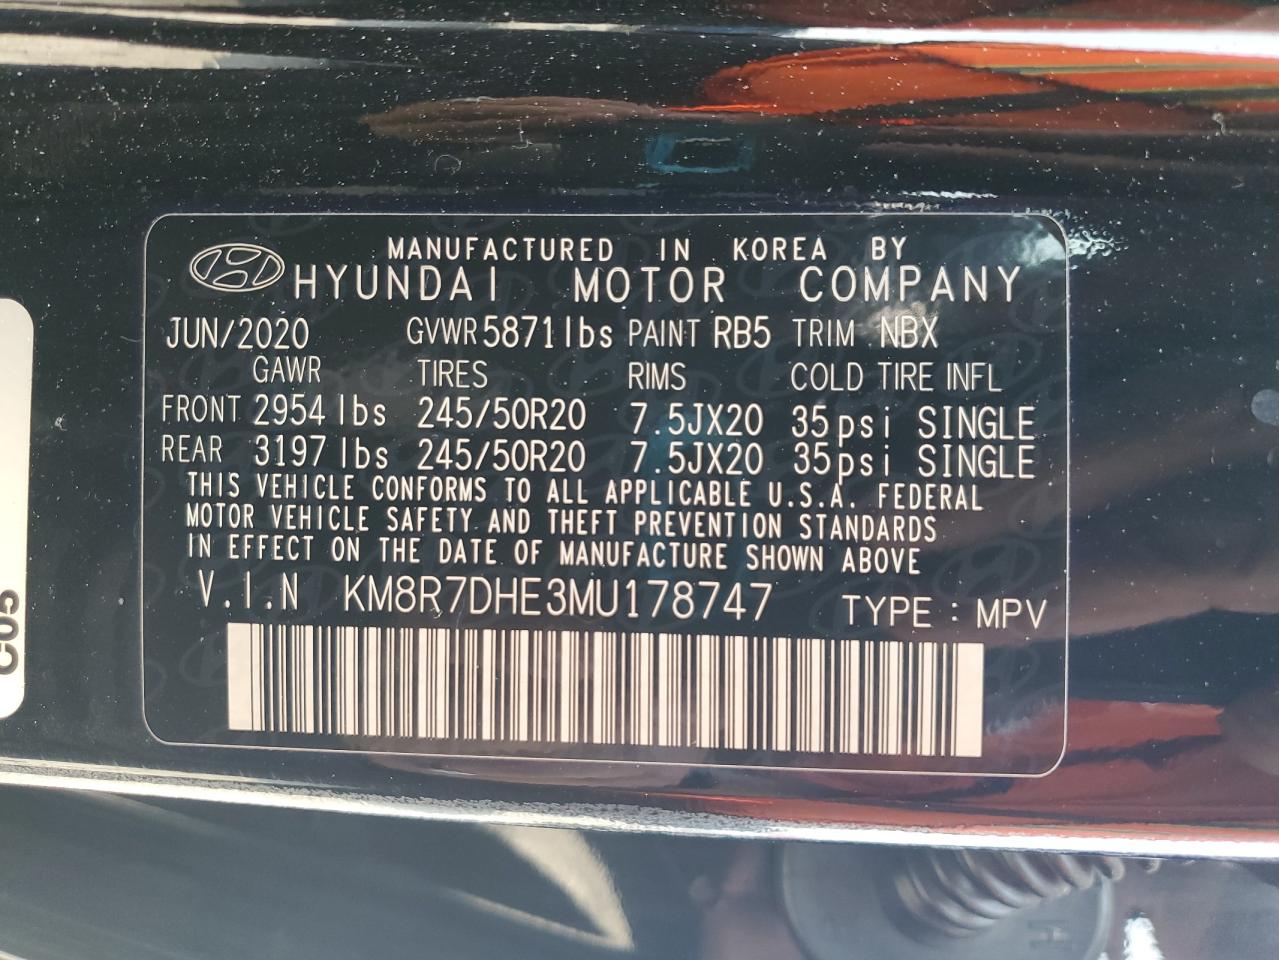 MANUFACTURED IN KOREA BY
HYUNDAI MOTOR COMPANY
JUN/2020 GVWR 5871lbs PAINT RB5 TRIM NBX
GAWR TIRES RIMS COLD TIRE INFL
FRONT 2954 lbs 245/50R20 7.5JX20 35psi SINGLE
REAR 3197 lbs 245/50R20 7.5JX20 35psi SINGLE
THIS VEHICLE CONFORMS TO ALL APPLICABLE U.S.A. FEDERAL
MOTOR VEHICLE SAFETY AND THEFT PREVENTION STANDARDS
IN EFFECT ON THE DATE OF MANUFACTURE SHOWN ABOVE
V.I.N KM8R7DHE3MU178747 TYPE : MPV
C05